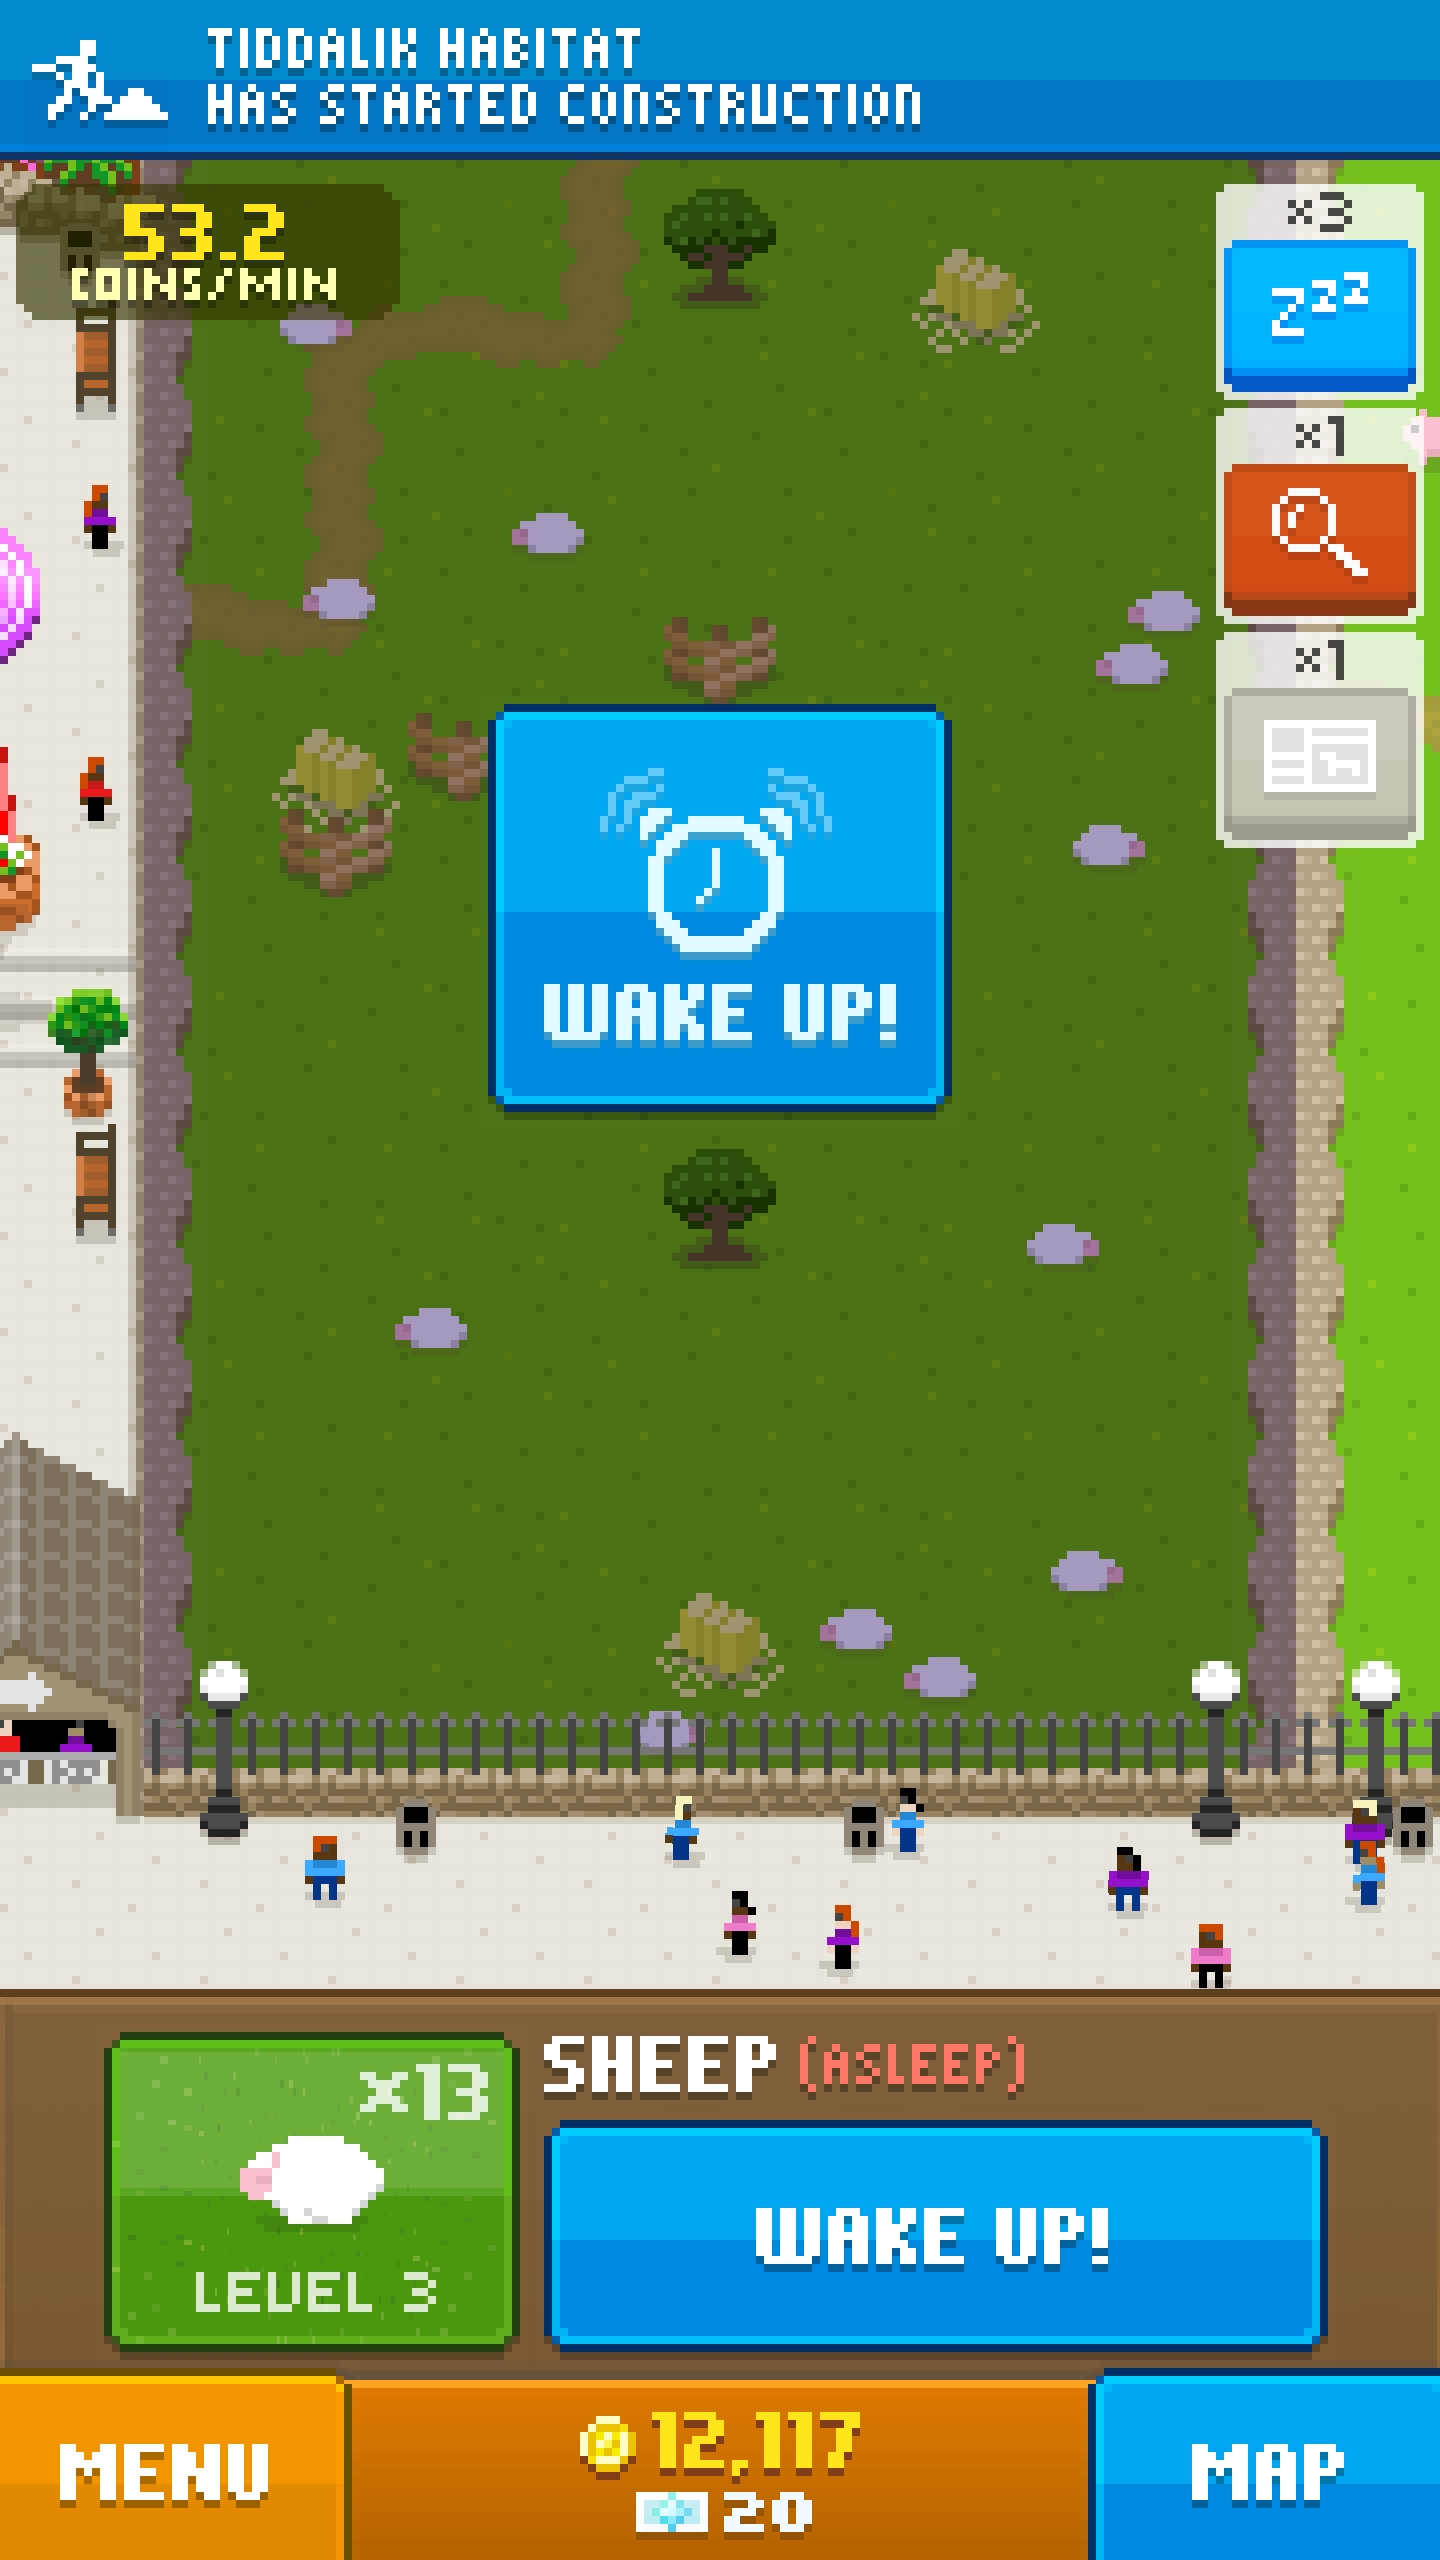 TIDDALIK HABITAT
HAS STARTED CONSTRUCTION
53.2
COINS/MIN
x3
zzz
x1
x1
WAKE UP!
x13
LEVEL 3
SHEEP (ASLEEP)
WAKE UP!
MENU
12,117
20
MAP